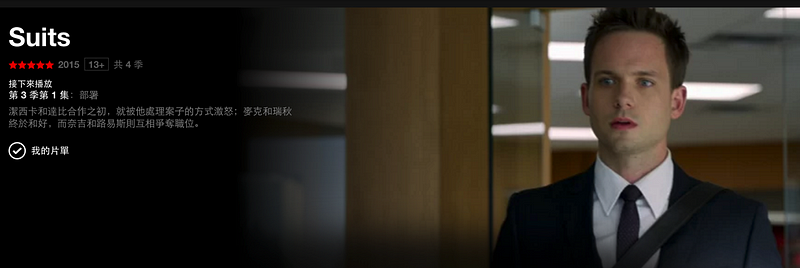 Suits
★★★★★ 2015 13+ 共 4 季
接下來播放
第 3 季第 1 集：部署
潔西卡和達比合作之初，就被他處理案子的方式激怒；麥克和瑞秋
終於和好，而奈吉和路易斯則互相爭奪職位。
我的片單